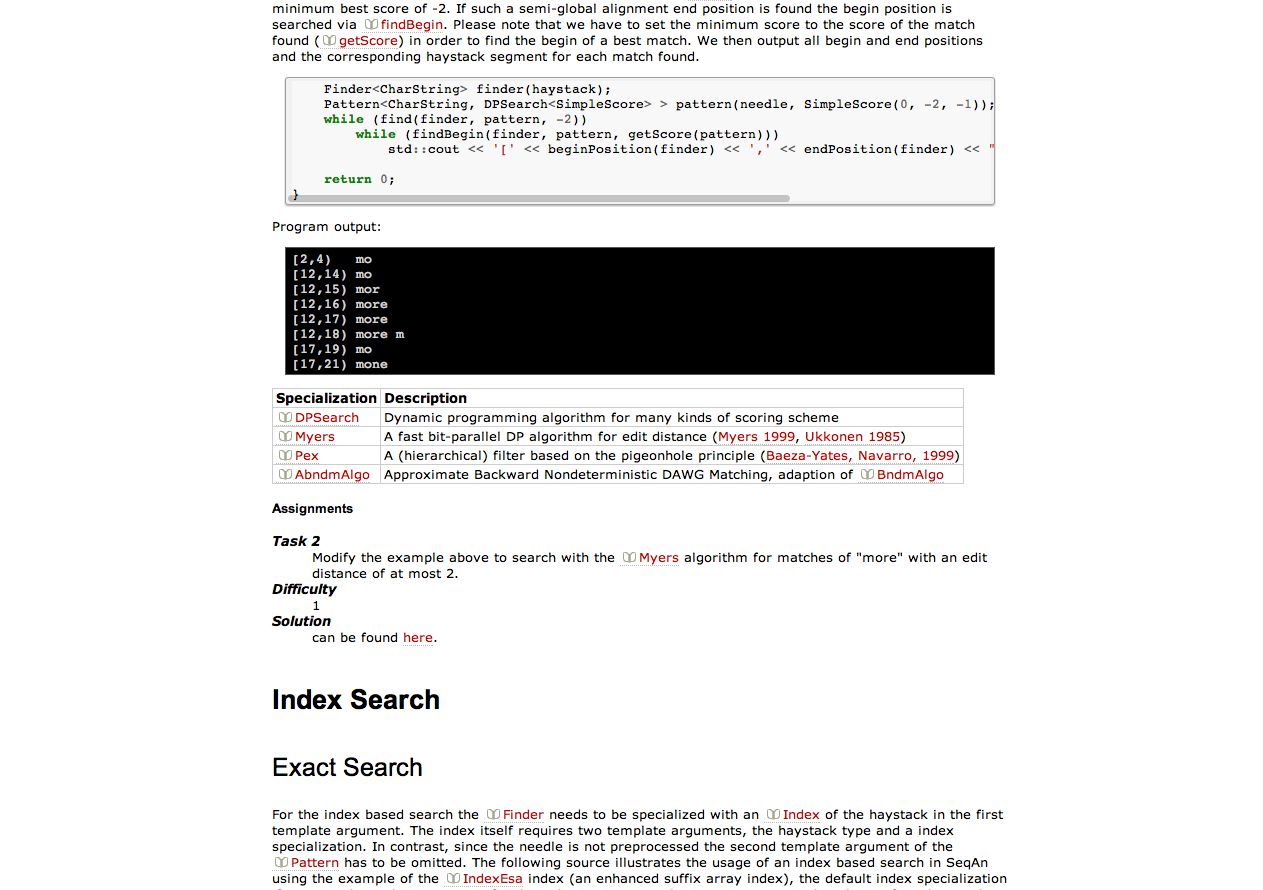 minimum best score of -2. If such a semi-global alignment end position is found the begin position is
searched via findBegin. Please note that we have to set the minimum score to the score of the match
found ( getScore) in order to find the begin of a best match. We then output all begin and end positions
and the corresponding haystack segment for each match found.
Finder<CharString> finder(haystack);
Pattern<CharString, DPSearch<SimpleScore> > pattern(needle, SimpleScore(0, -2, -1));
while (find(finder, pattern, -2))
while (findBegin(finder, pattern, getScore(pattern)))
std::cout << '[' << beginPosition(finder) << ',' << endPosition(finder) << "
return 0;
}
Program output:
[2,4) mo
[12,14) mo
[12,15) mor
[12,16) more
[12,17) more
[12,18) more m
[17,19) mo
[17,21) mone
Specialization Description
DPSearch Dynamic programming algorithm for many kinds of scoring scheme
Myers A fast bit-parallel DP algorithm for edit distance (Myers 1999, Ukkonen 1985)
Pex A (hierarchical) filter based on the pigeonhole principle (Baeza-Yates, Navarro, 1999)
AbndmAlgo Approximate Backward Nondeterministic DAWG Matching, adaption of BndmAlgo
Assignments
Task 2
Modify the example above to search with the Myers algorithm for matches of "more" with an edit
distance of at most 2.
Difficulty
1
Solution
can be found here.
Index Search
Exact Search
For the index based search the Finder needs to be specialized with an Index of the haystack in the first
template argument. The index itself requires two template arguments, the haystack type and a index
specialization. In contrast, since the needle is not preprocessed the second template argument of the
Pattern has to be omitted. The following source illustrates the usage of an index based search in SeqAn
using the example of the IndexEsa index (an enhanced suffix array index), the default index specialization